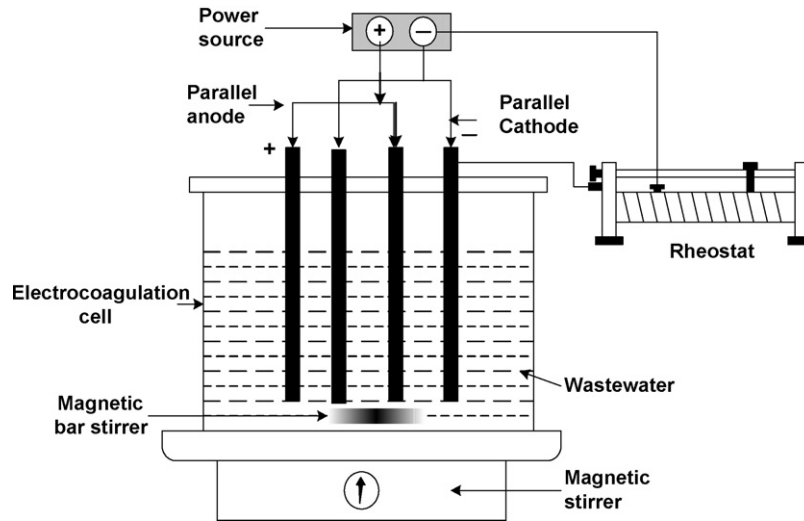 Power
source
+
−
Parallel
anode
Parallel
Cathode
+
−
Rheostat
Electrocoagulation
cell
Wastewater
Magnetic
bar stirrer
Magnetic
stirrer